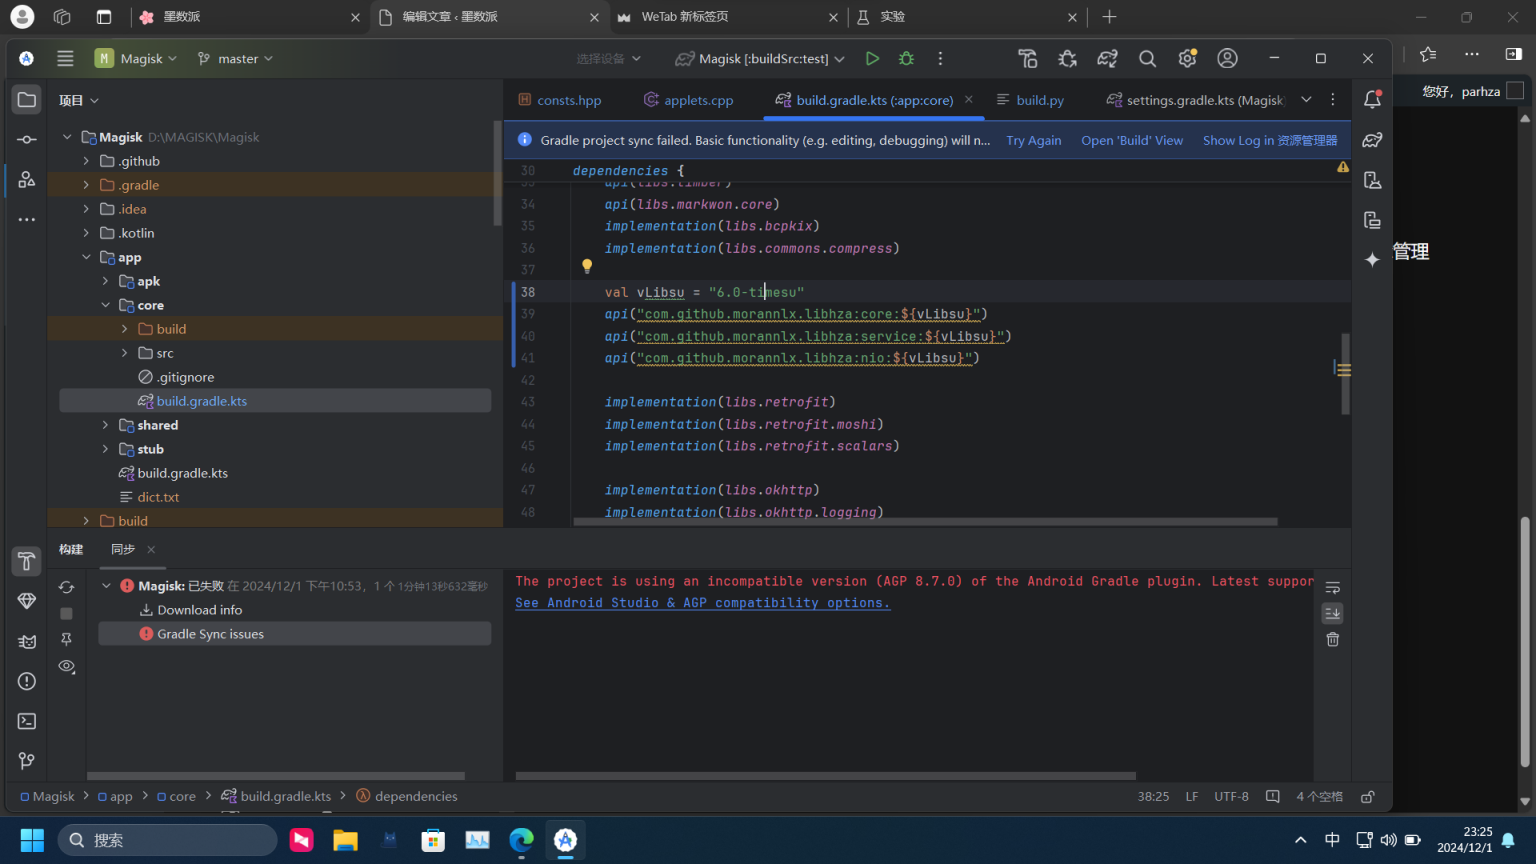 墨数派
编辑文章 ‹ 墨数派
WeTab 新标签页
实验
M Magisk
master
选择设备
Magisk [:buildSrc:test]
您好，parhza
项目
consts.hpp
applets.cpp
build.gradle.kts (:app:core)
build.py
settings.gradle.kts (Magisk
Gradle project sync failed. Basic functionality (e.g. editing, debugging) will n...
Try Again
Open 'Build' View
Show Log in 资源管理器
Magisk D:\MAGISK\Magisk
.github
.gradle
.idea
.kotlin
app
apk
core
build
src
.gitignore
build.gradle.kts
shared
stub
build.gradle.kts
dict.txt
build
30 dependencies {
api(libs.timber)
34 api(libs.markwon.core)
35 implementation(libs.bcpkix)
36 implementation(libs.commons.compress)
37
38 val vLibsu = "6.0-timesu"
39 api("com.github.morannlx.libhza:core:${vLibsu}")
40 api("com.github.morannlx.libhza:service:${vLibsu}")
41 api("com.github.morannlx.libhza:nio:${vLibsu}")
42
43 implementation(libs.retrofit)
44 implementation(libs.retrofit.moshi)
45 implementation(libs.retrofit.scalars)
46
47 implementation(libs.okhttp)
48 implementation(libs.okhttp.logging)
管理
构建
同步
Magisk: 已失败 在 2024/12/1 下午10:53，1 个 1分钟13秒632毫秒
Download info
Gradle Sync issues
The project is using an incompatible version (AGP 8.7.0) of the Android Gradle plugin. Latest suppor
See Android Studio & AGP compatibility options.
Magisk > app > core > build.gradle.kts > dependencies
38:25
LF
UTF-8
4 个空格
搜索
中
23:25
2024/12/1